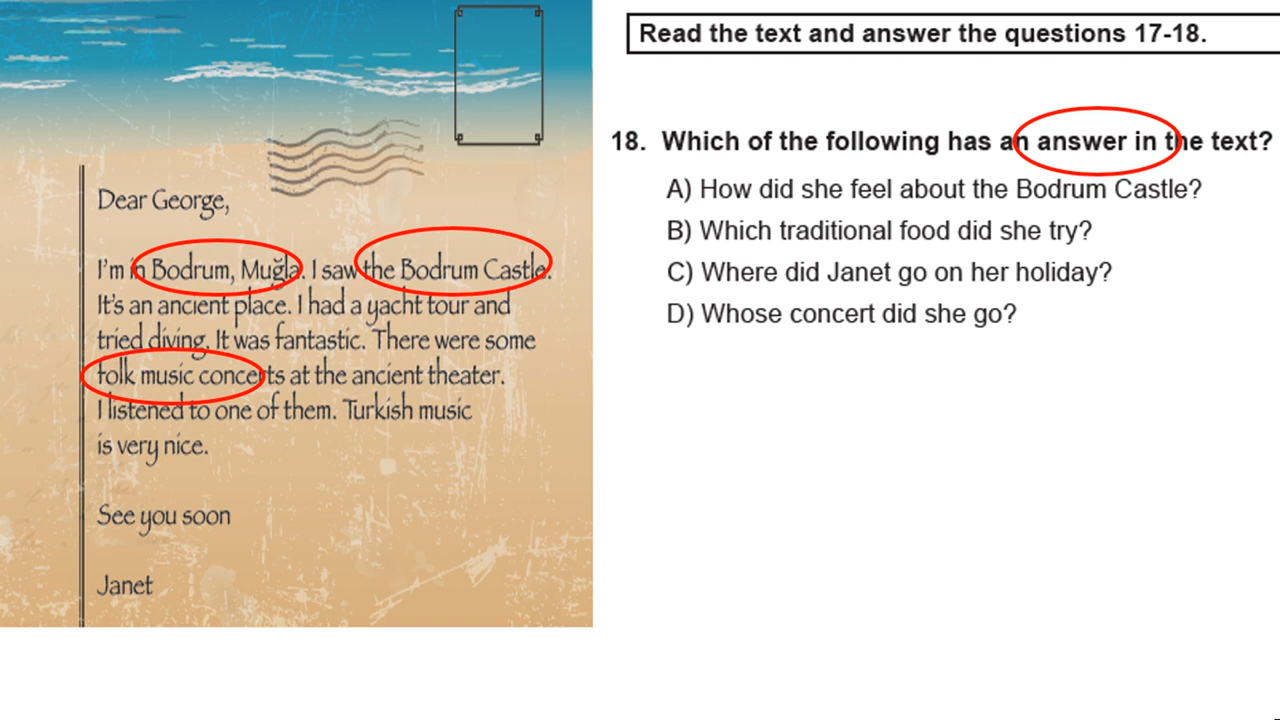 Dear George,
I'm in Bodrum, Muğla. I saw the Bodrum Castle.
It's an ancient place. I had a yacht tour and
tried diving. It was fantastic. There were some
folk music concerts at the ancient theater.
I listened to one of them. Turkish music
is very nice.
See you soon
Janet
Read the text and answer the questions 17-18.
18. Which of the following has an answer in the text?
A) How did she feel about the Bodrum Castle?
B) Which traditional food did she try?
C) Where did Janet go on her holiday?
D) Whose concert did she go?